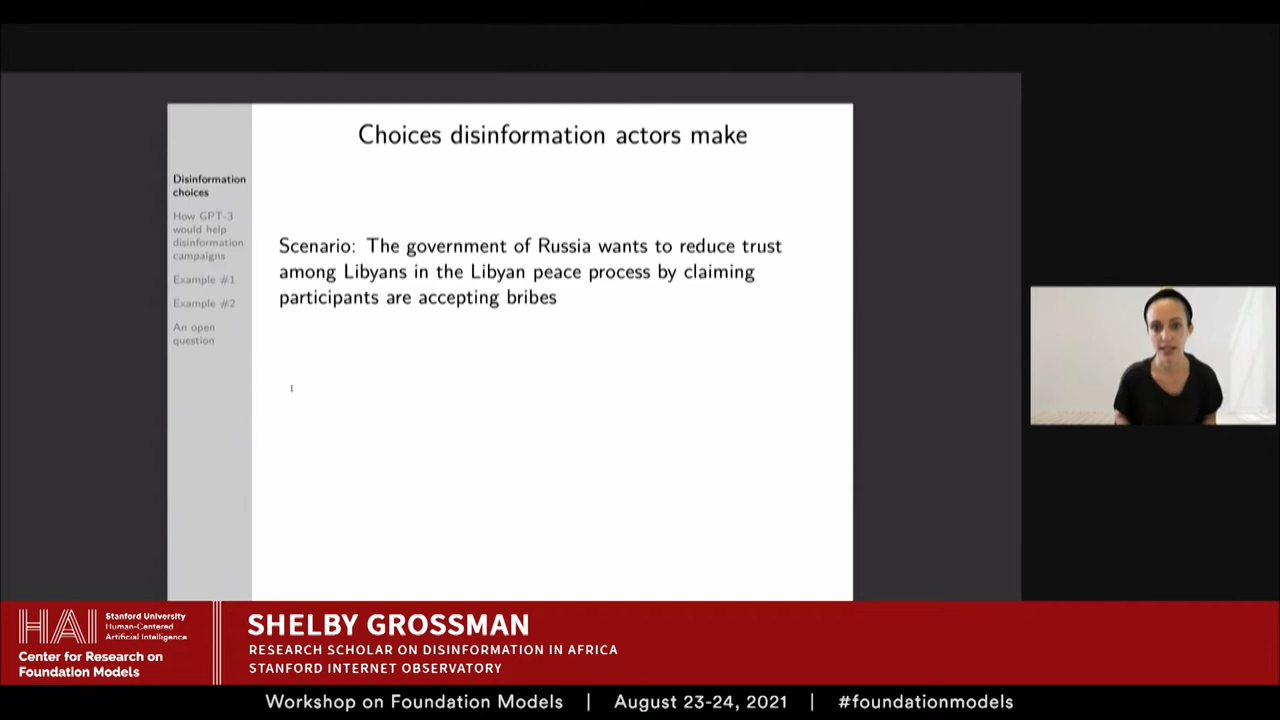 Choices disinformation actors make
Disinformation
choices
How GPT-3
would help
disinformation
campaigns
Example #1
Example #2
An open
question
Scenario: The government of Russia wants to reduce trust
among Libyans in the Libyan peace process by claiming
participants are accepting bribes
HAI
Stanford University
Human-Centered
Artificial Intelligence
Center for Research on
Foundation Models
SHELBY GROSSMAN
RESEARCH SCHOLAR ON DISINFORMATION IN AFRICA
STANFORD INTERNET OBSERVATORY
Workshop on Foundation Models | August 23-24, 2021 | #foundationmodels